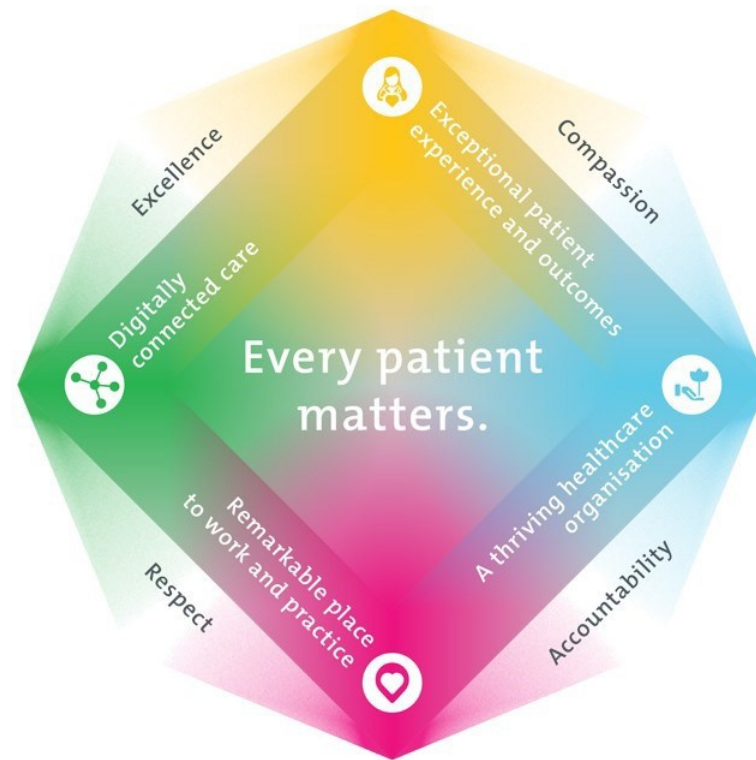 Excellence
Compassion
Exceptional patient
experience and outcomes
Digitally
connected care
Every patient
matters.
A thriving healthcare
organisation
Remarkable place
to work and practice
Respect
Accountability